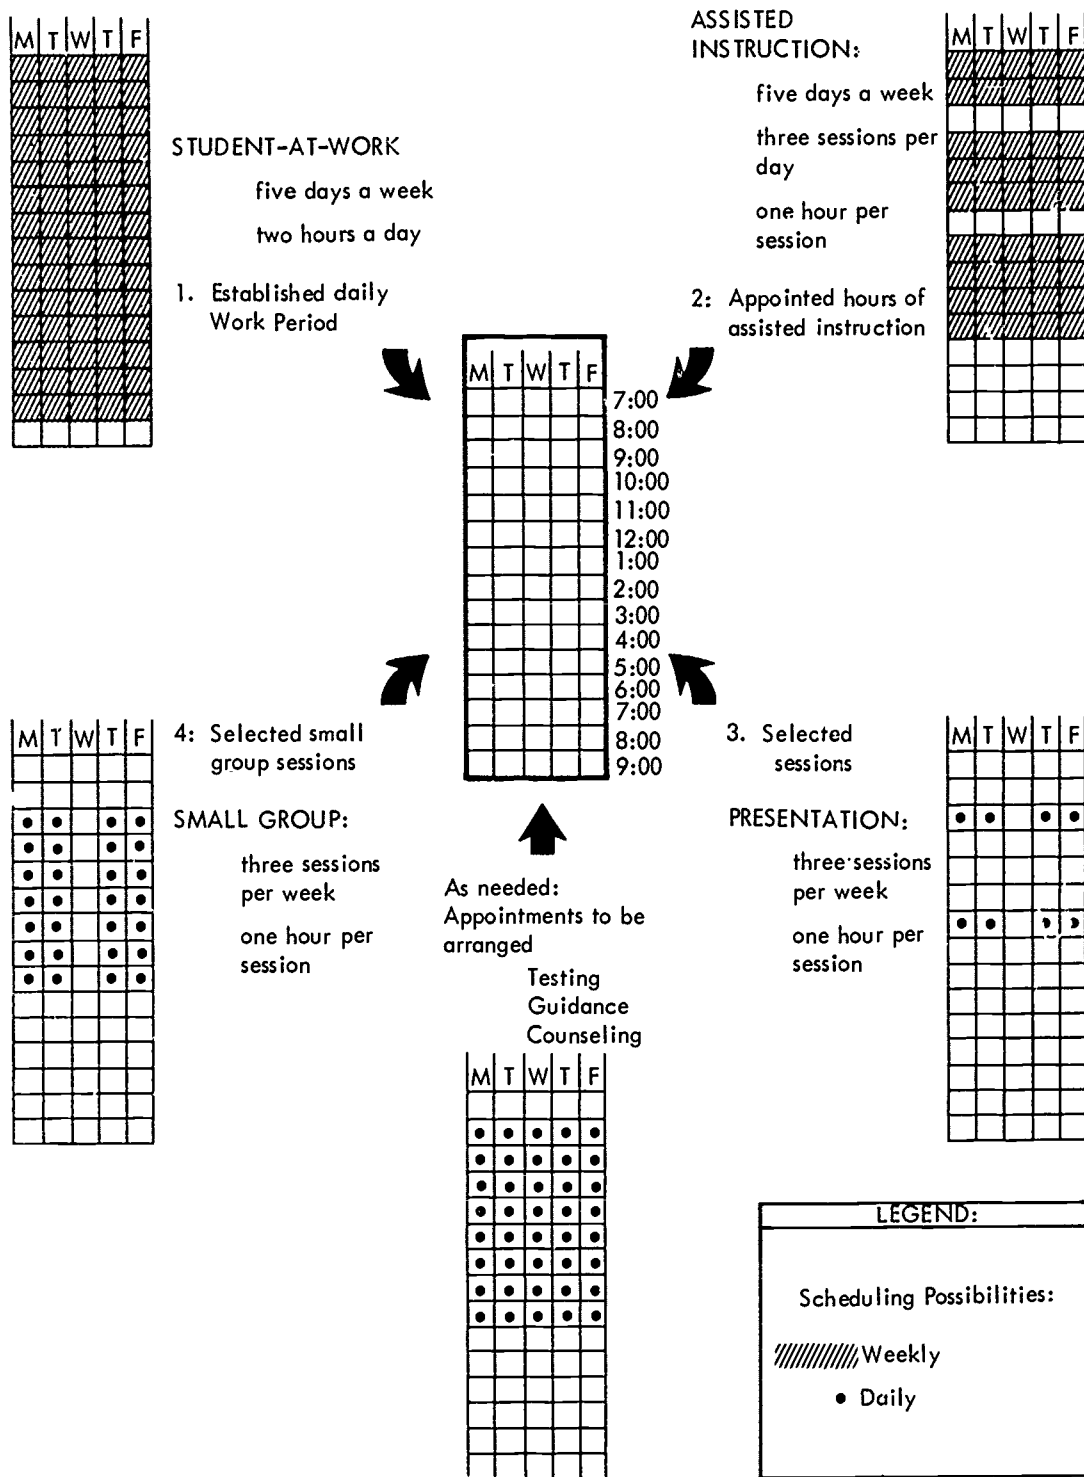 M T W T F
STUDENT-AT-WORK
five days a week
two hours a day
1. Established daily
Work Period
ASSISTED
INSTRUCTION:
five days a week
three sessions per
day
one hour per
session
2: Appointed hours of
assisted instruction
M T W T F
M T W T F
7:00
8:00
9:00
10:00
11:00
12:00
1:00
2:00
3:00
4:00
5:00
6:00
7:00
8:00
9:00
M T W T F
4: Selected small
group sessions
SMALL GROUP:
three sessions
per week
one hour per
session
3. Selected
sessions
PRESENTATION:
three sessions
per week
one hour per
session
M T W T F
As needed:
Appointments to be
arranged
Testing
Guidance
Counseling
M T W T F
LEGEND:
Scheduling Possibilities:
Weekly
• Daily